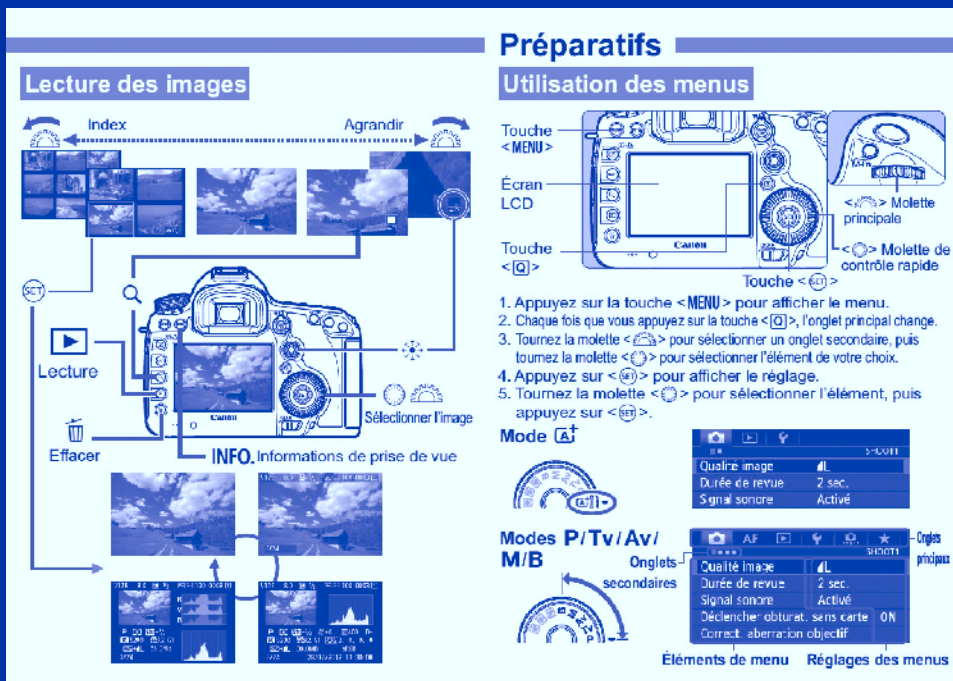 Lecture des images
Index
Agrandir
SET
Lecture
Effacer
Canon
Sélectionner l'image
INFO. Informations de prise de vue
Préparatifs
Utilisation des menus
Touche
<MENU>
Écran
LCD
Touche
<Q>
Canon
Touche <SET>
< > Molette
principale
< > Molette de
contrôle rapide
1. Appuyez sur la touche <MENU> pour afficher le menu.
2. Chaque fois que vous appuyez sur la touche <Q>, l'onglet principal change.
3. Tournez la molette < > pour sélectionner un onglet secondaire, puis
tournez la molette < > pour sélectionner l'élément de votre choix.
4. Appuyez sur <SET> pour afficher le réglage.
5. Tournez la molette < > pour sélectionner l'élément, puis
appuyez sur <SET>.
Mode A+
SHOOT1
Qualité image L
Durée de revue 2 sec.
Signal sonore Activé
Modes P/Tv/Av/
M/B
Onglets
secondaires
AF
Onglets
principaux
SHOOT1
Qualité image L
Durée de revue 2 sec.
Signal sonore Activé
Déclencher obturat. sans carte ON
Correct. aberration objectif
Éléments de menu Réglages des menus